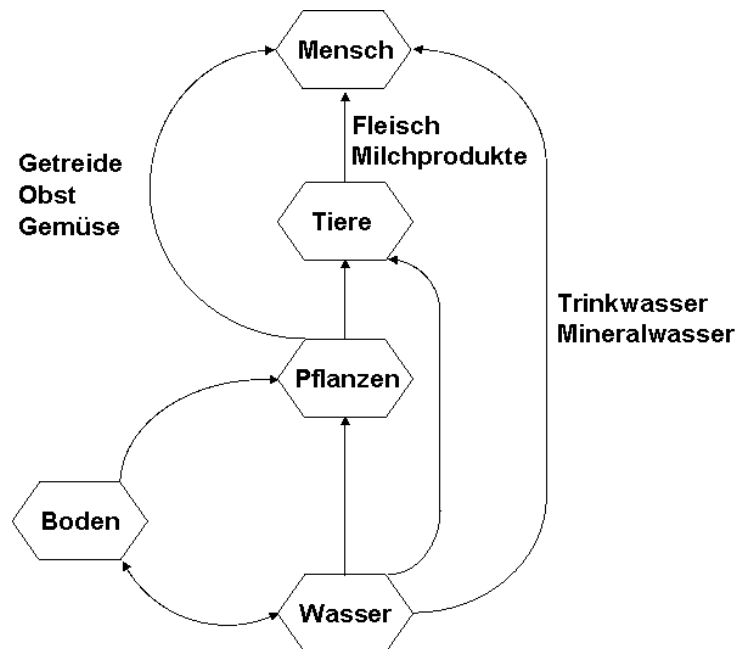 Mensch
Fleisch
Milchprodukte
Getreide
Obst
Gemüse
Tiere
Trinkwasser
Mineralwasser
Pflanzen
Boden
Wasser